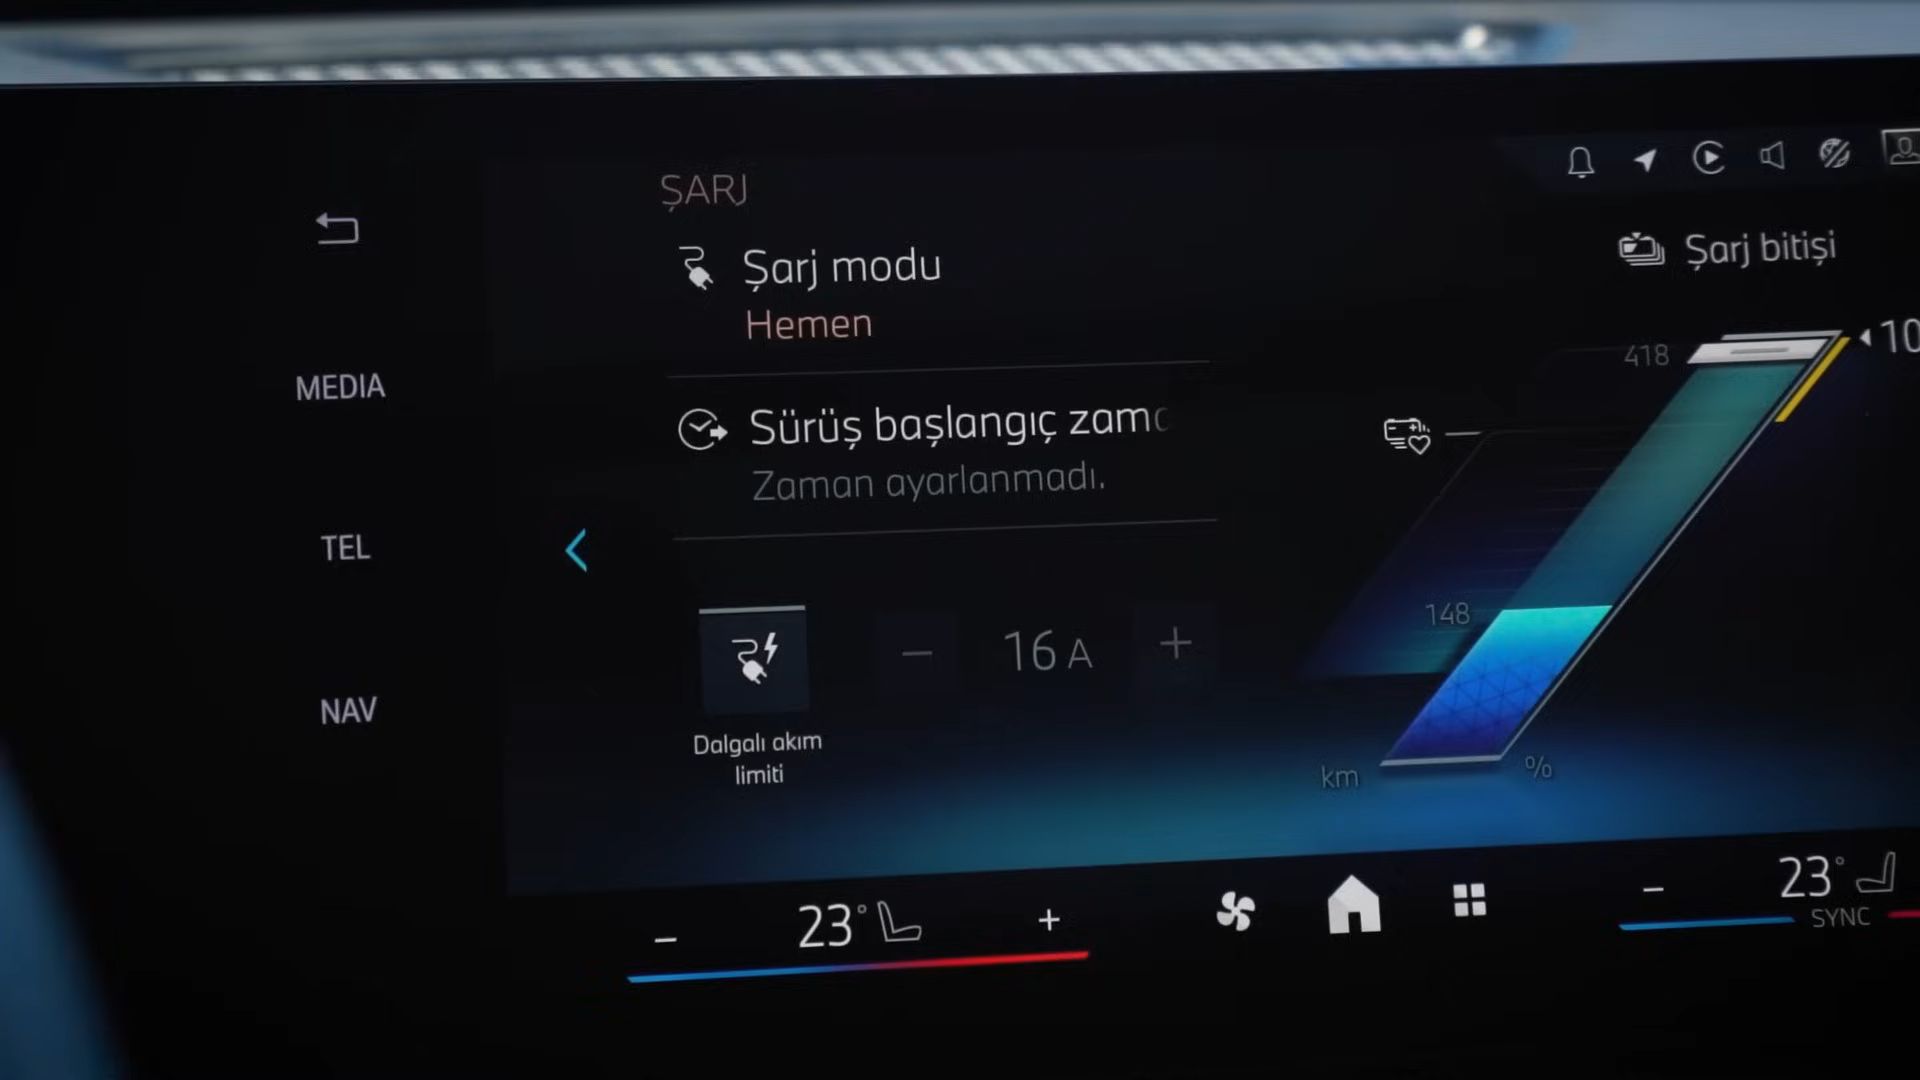 ŞARJ
Şarj modu
Hemen
Şarj bitişi
418
MEDIA
Sürüş başlangıç
Zaman ayarlanmadı.
TEL
148
16 A
NAV
Dalgalı akım
limiti
km
%
23°
23°
SYNC